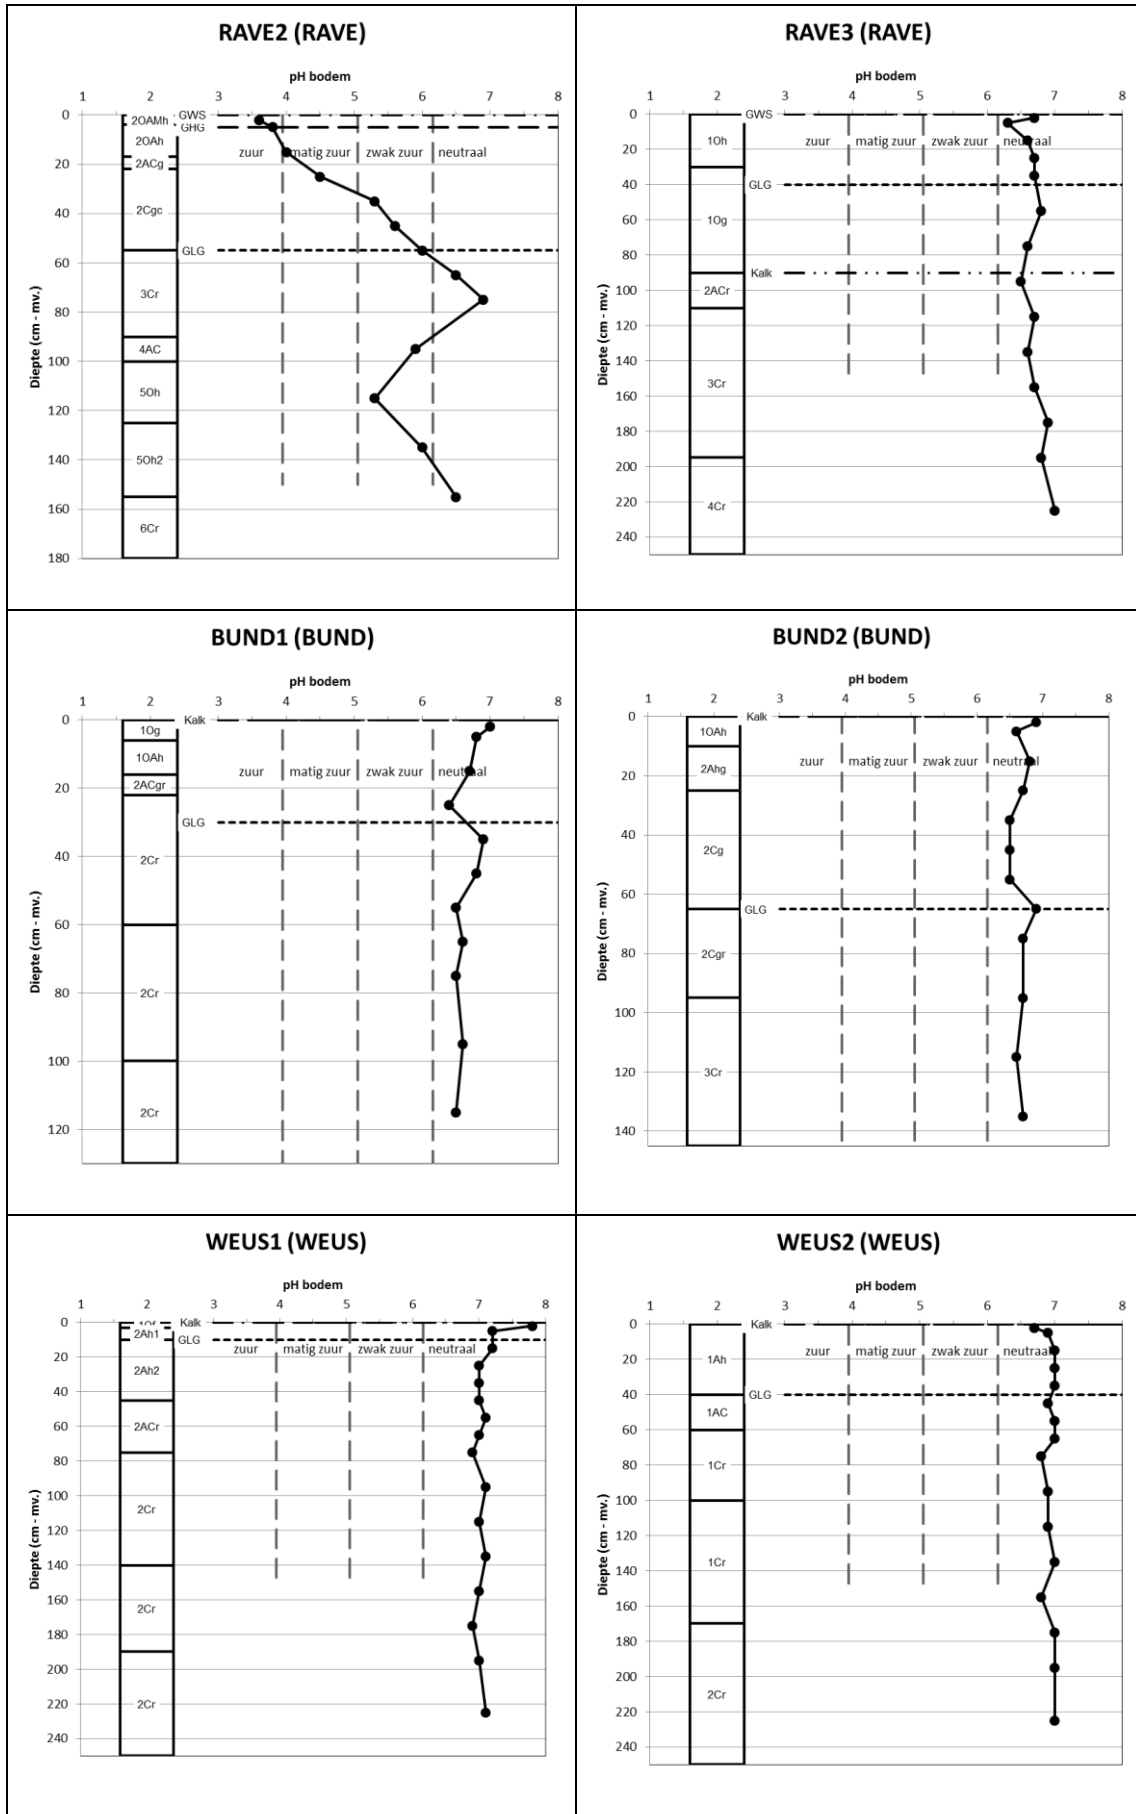 RAVE2 (RAVE)
pH bodem
1 2 3 4 5 6 7 8
0
20
40
60
80
100
120
140
160
180
Diepte (cm - mv.)
GWS
GHG
GLG
zuur matig zuur zwak zuur neutraal
2OAMh
2OAh
2ACg
2Cgc
3Cr
4AC
5Oh
5Oh2
6Cr
RAVE3 (RAVE)
pH bodem
1 2 3 4 5 6 7 8
0
20
40
60
80
100
120
140
160
180
200
220
240
Diepte (cm - mv.)
GWS
GLG
Kalk
zuur matig zuur zwak zuur neutraal
1Oh
1Og
2ACr
3Cr
4Cr
BUND1 (BUND)
pH bodem
1 2 3 4 5 6 7 8
0
20
40
60
80
100
120
Diepte (cm - mv.)
Kalk
GLG
zuur matig zuur zwak zuur neutraal
1Og
1OAh
2ACgr
2Cr
2Cr
2Cr
BUND2 (BUND)
pH bodem
1 2 3 4 5 6 7 8
0
20
40
60
80
100
120
140
Diepte (cm - mv.)
Kalk
GLG
zuur matig zuur zwak zuur neutraal
1OAh
2Ahg
2Cg
2Cgr
3Cr
WEUS1 (WEUS)
pH bodem
1 2 3 4 5 6 7 8
0
20
40
60
80
100
120
140
160
180
200
220
240
Diepte (cm - mv.)
Kalk
GLG
zuur matig zuur zwak zuur neutraal
2Ah1
2Ah2
2ACr
2Cr
2Cr
2Cr
WEUS2 (WEUS)
pH bodem
1 2 3 4 5 6 7 8
0
20
40
60
80
100
120
140
160
180
200
220
240
Diepte (cm - mv.)
Kalk
GLG
zuur matig zuur zwak zuur neutraal
1Ah
1AC
1Cr
1Cr
2Cr